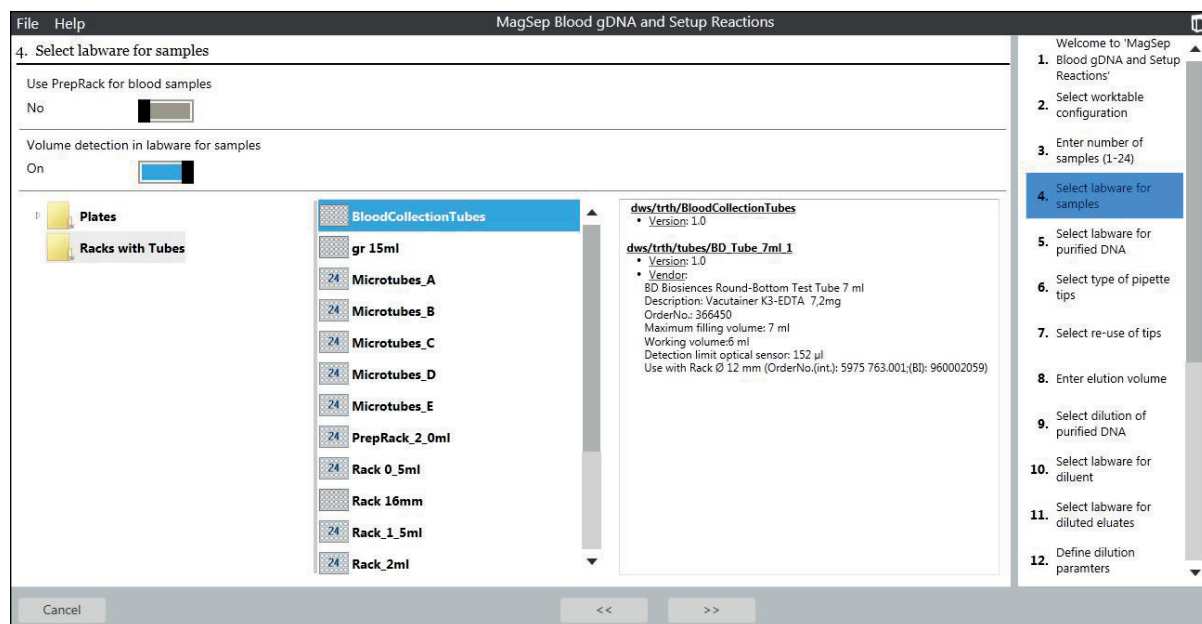 File Help
MagSep Blood gDNA and Setup Reactions
4. Select labware for samples
Use PrepRack for blood samples
No
Volume detection in labware for samples
On
Plates
Racks with Tubes
BloodCollectionTubes
gr 15ml
24 Microtubes_A
24 Microtubes_B
24 Microtubes_C
24 Microtubes_D
24 Microtubes_E
24 PrepRack_2_0ml
24 Rack 0_5ml
Rack 16mm
24 Rack_1_5ml
24 Rack_2ml
dws/trth/BloodCollectionTubes
• Version: 1.0
dws/trth/tubes/BD_Tube_7ml_1
• Version: 1.0
• Vendor:
BD Biosiences Round-Bottom Test Tube 7 ml
Description: Vacutainer K3-EDTA 7,2mg
OrderNo.: 366450
Maximum filling volume: 7 ml
Working volume:6 ml
Detection limit optical sensor: 152 µl
Use with Rack Ø 12 mm (OrderNo.(int.): 5975 763.001;(BI): 960002059)
Welcome to 'MagSep
1. Blood gDNA and Setup
Reactions'
2. Select worktable
configuration
3. Enter number of
samples (1-24)
4. Select labware for
samples
5. Select labware for
purified DNA
6. Select type of pipette
tips
7. Select re-use of tips
8. Enter elution volume
9. Select dilution of
purified DNA
10. Select labware for
diluent
11. Select labware for
diluted eluates
12. Define dilution
paramters
Cancel
<<
>>